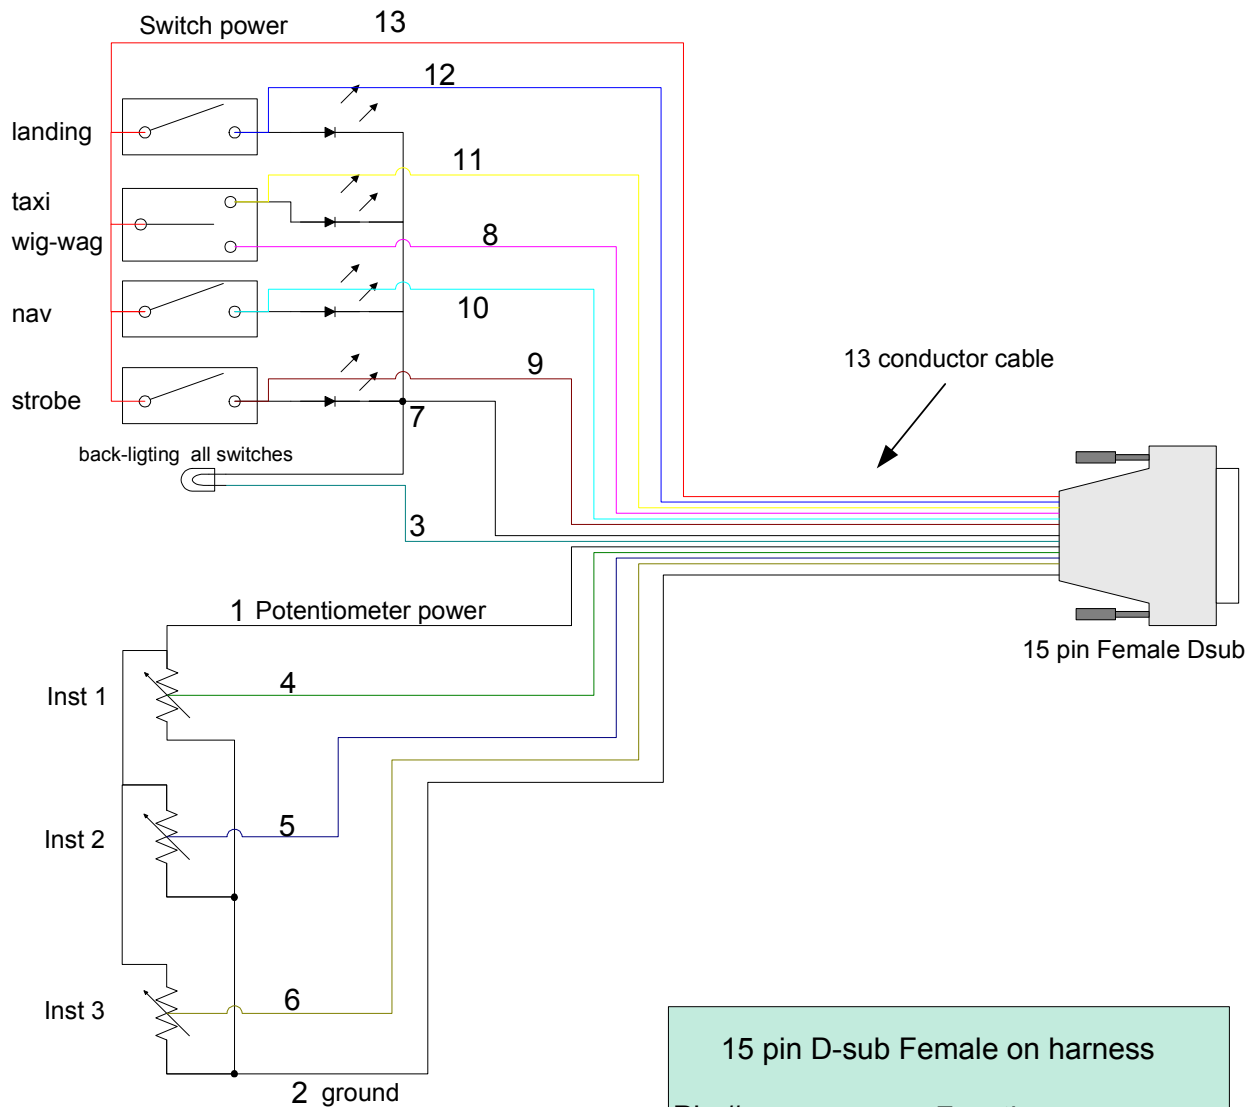 Switch power 13
12
landing
11
taxi
wig-wag 8
10
nav
9
13 conductor cable
strobe
7
back-ligting all switches
3
1 Potentiometer power
15 pin Female Dsub
Inst 1 4
5
Inst 2
6
Inst 3
15 pin D-sub Female on harness
2 ground